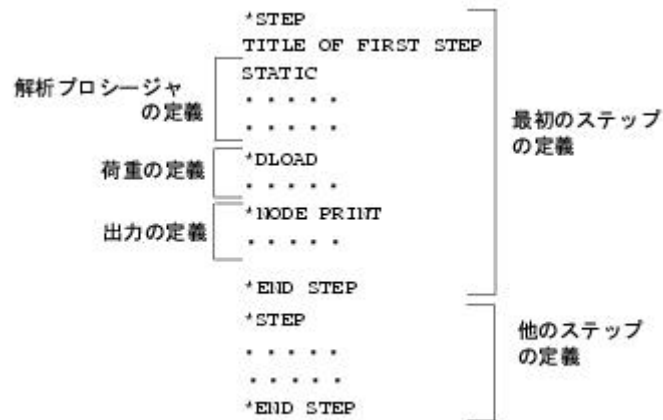 *STEP
TITLE OF FIRST STEP
STATIC
. . . . .
. . . . .
*DLOAD
. . . . .
*NODE PRINT
. . . . .
*END STEP
*STEP
. . . . .
. . . . .
*END STEP
解析プロシージャ
の定義
荷重の定義
出力の定義
最初のステップ
の定義
他のステップ
の定義